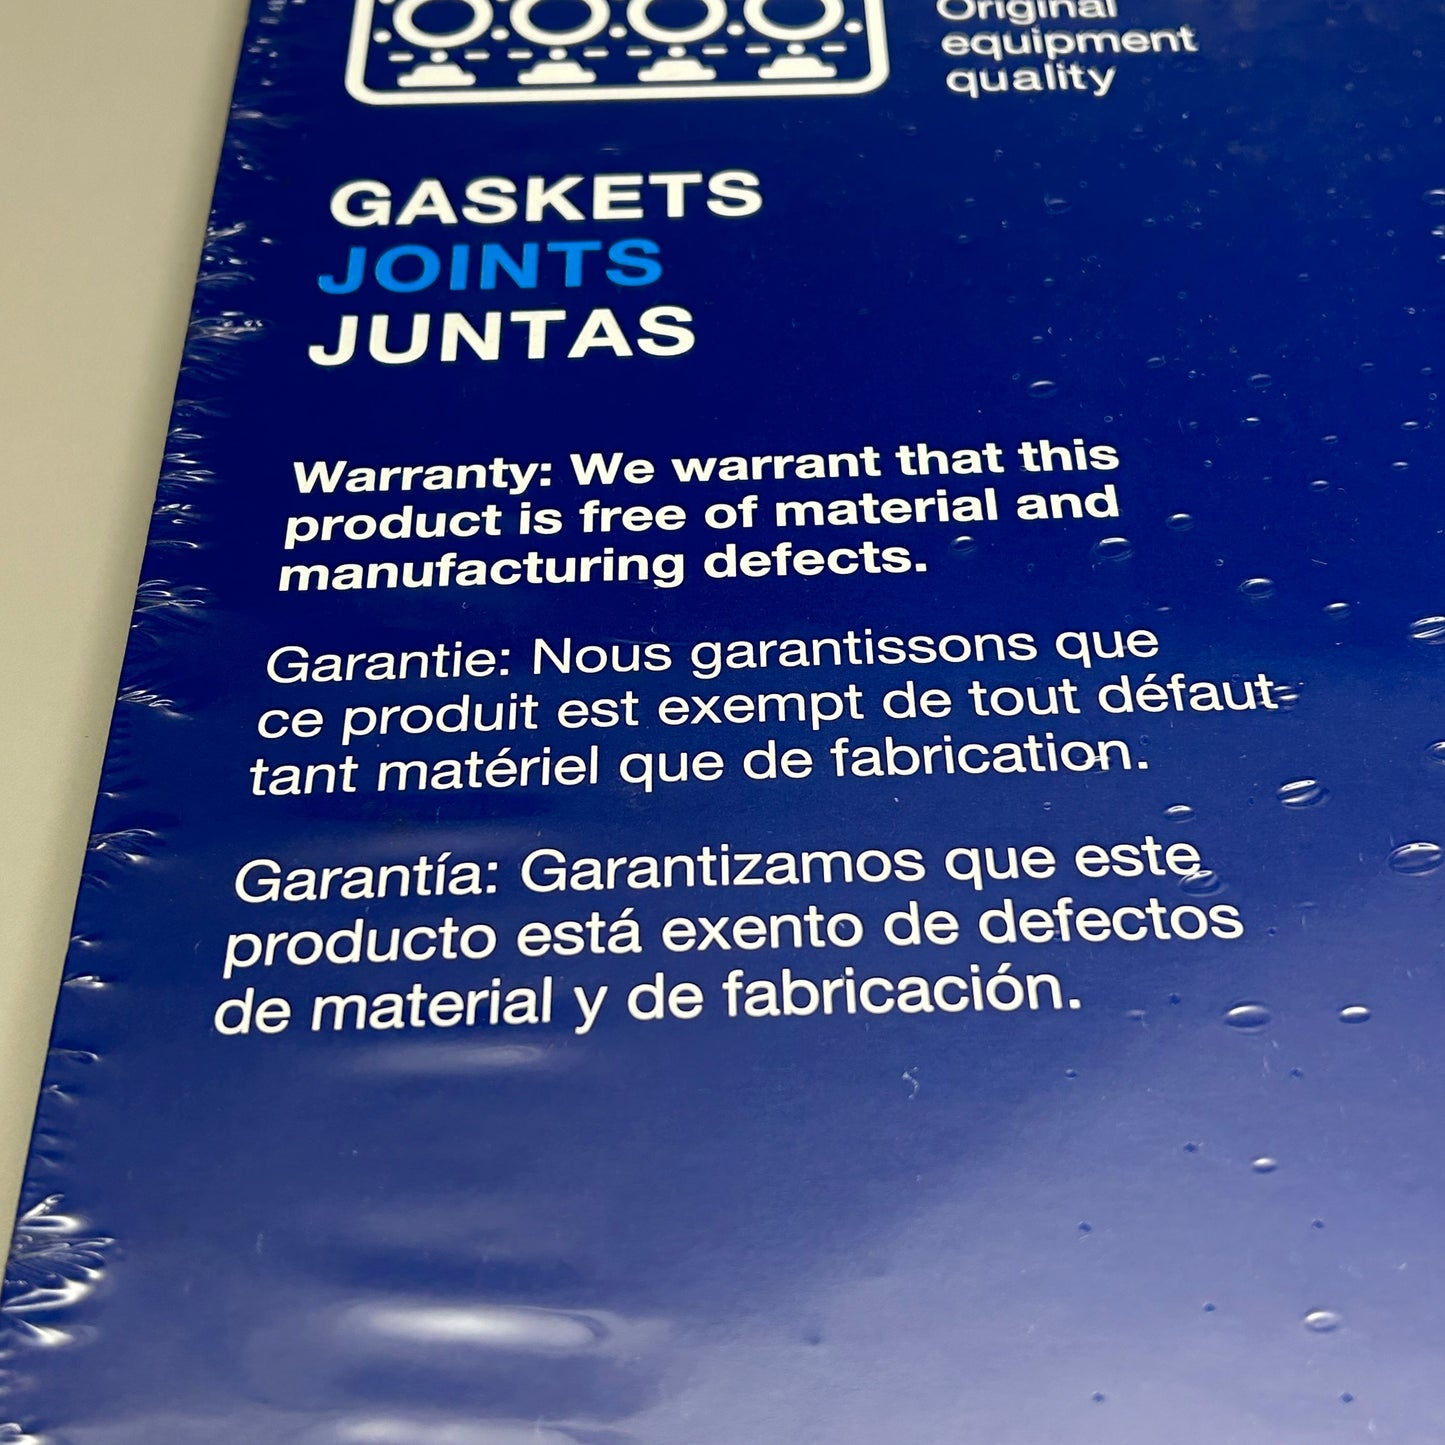 Original
equipment
quality
GASKETS
JOINTS
JUNTAS
Warranty: We warrant that this
product is free of material and
manufacturing defects.
Garantie: Nous garantissons que
ce produit est exempt de tout défaut
tant matériel que de fabrication.
Garantía: Garantizamos que este
producto está exento de defectos
de material y de fabricación.